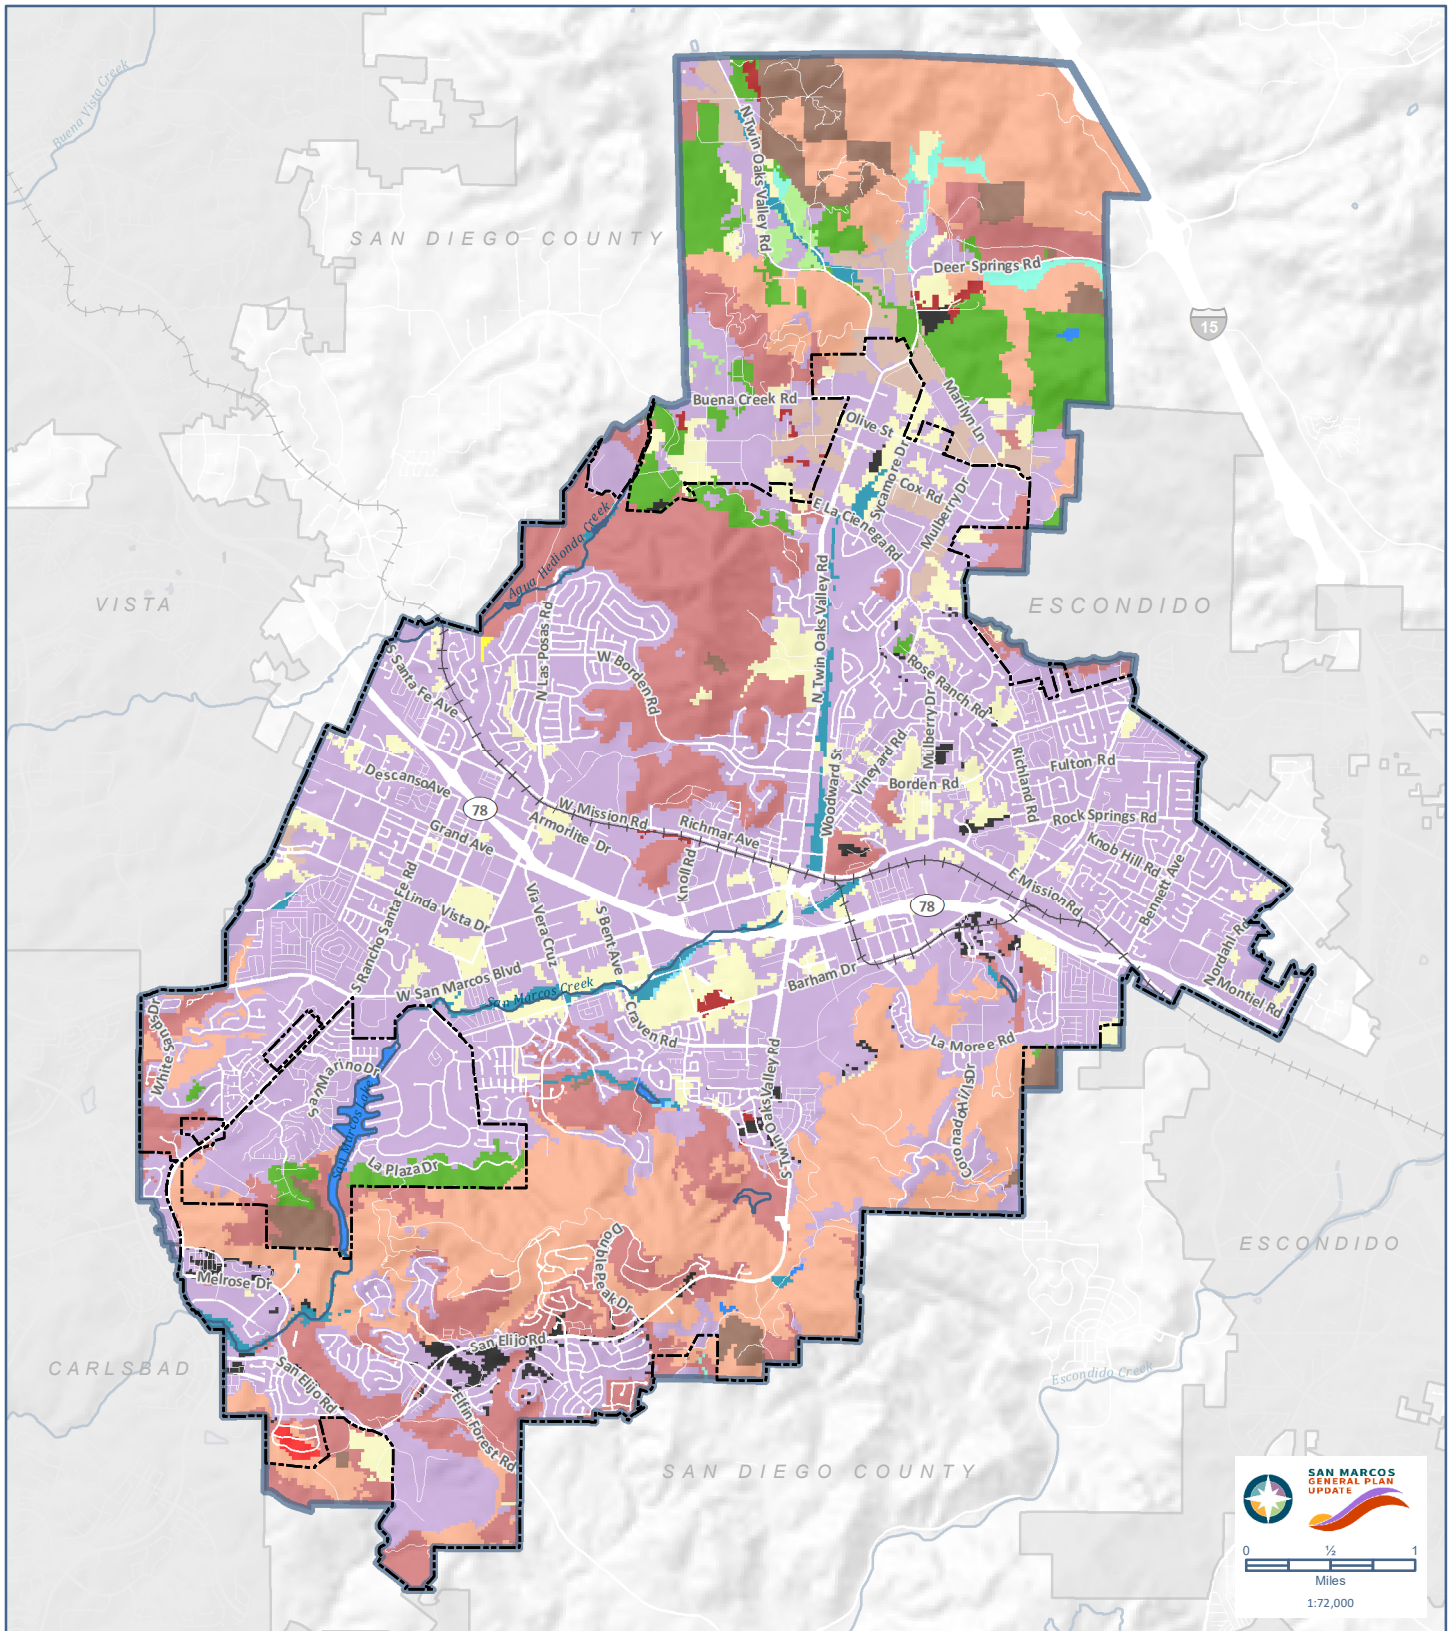 Buena Vista Creek
SAN DIEGO COUNTY
N Twin Oaks Valley Rd
Deer Springs Rd
15
Buena Creek Rd
Olive St
Marilyn Ln
Sycamore Dr
Cox Rd
Mulberry Dr
E La Cienega Rd
Agua Hedionda Creek
VISTA
ESCONDIDO
N Las Posas Rd
N Twin Oaks Valley Rd
S Santa Fe Ave
W Borden Rd
Rose Ranch Rd
Mulberry Dr
Vineyard Rd
Woodward St
Richland Rd
Fulton Rd
Descanso Ave
Borden Rd
78
W Mission Rd
Richmar Ave
Rock Springs Rd
Armorlite Dr
Grand Ave
Knob Hill Rd
Bennett Ave
Knoll Rd
E Mission Rd
S Rancho Santa Fe Rd
Linda Vista Dr
Via Vera Cruz
S Bent Ave
78
Nordahl Rd
W San Marcos Blvd
Barham Dr
San Marcos Creek
Montiel Rd
White Sands Dr
Craven Rd
La Moree Rd
San Marino Dr
San Marcos Lake
S Twin Oaks Valley Rd
Coronado Hills Dr
La Plaza Dr
Double Peak Dr
ESCONDIDO
Melrose Dr
San Elijo Rd
CARLSBAD
San Elijo Rd
Escondido Creek
Elfin Forest Rd
SAN DIEGO COUNTY
SAN MARCOS
GENERAL PLAN
UPDATE
0 ½ 1
Miles
1:72,000